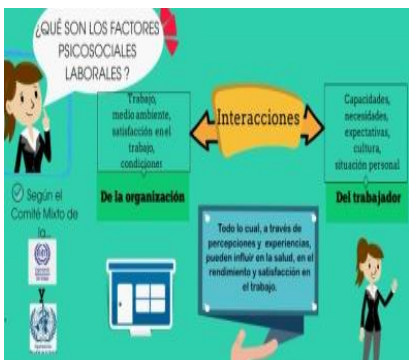 ¿QUÉ SON LOS FACTORES
PSICOSOCIALES
LABORALES ?
Trabajo,
medio ambiente,
satisfacción en el
trabajo,
condiciones
De la organización
Interacciones
Capacidades,
necesidades,
expectativas,
cultura,
situación personal
Del trabajador
Según el
Comité Mixto de
la...
Y
Todo lo cual, a través de
percepciones y experiencias,
pueden influir en la salud, en el
rendimiento y satisfacción en
el trabajo.